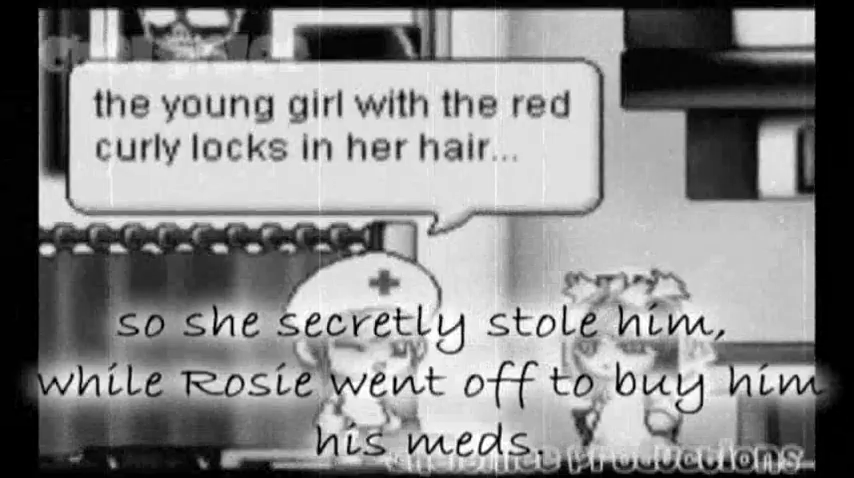 the young girl with the red
curly locks in her hair...
so she secretly stole him,
while Rosie went off to buy him
his meds.
Productions